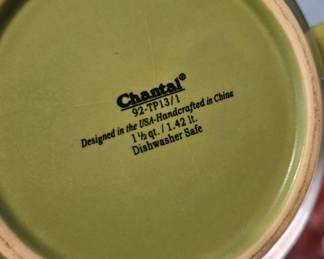 Chantal®
92-TP13/1
Designed in the USA-Handcrafted in China
1 ½ qt. / 1.42 lt.
Dishwasher Safe